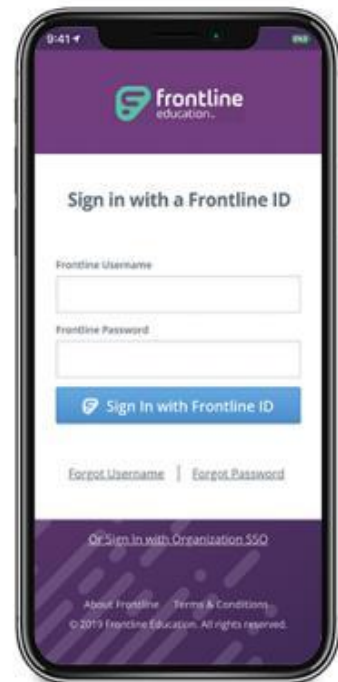 9:41
frontline
education™
Sign in with a Frontline ID
Frontline Username
Frontline Password
Sign In with Frontline ID
Forgot Username | Forgot Password
Or Sign In with Organization SSO
About Frontline Terms & Conditions
© 2019 Frontline Education. All rights reserved.